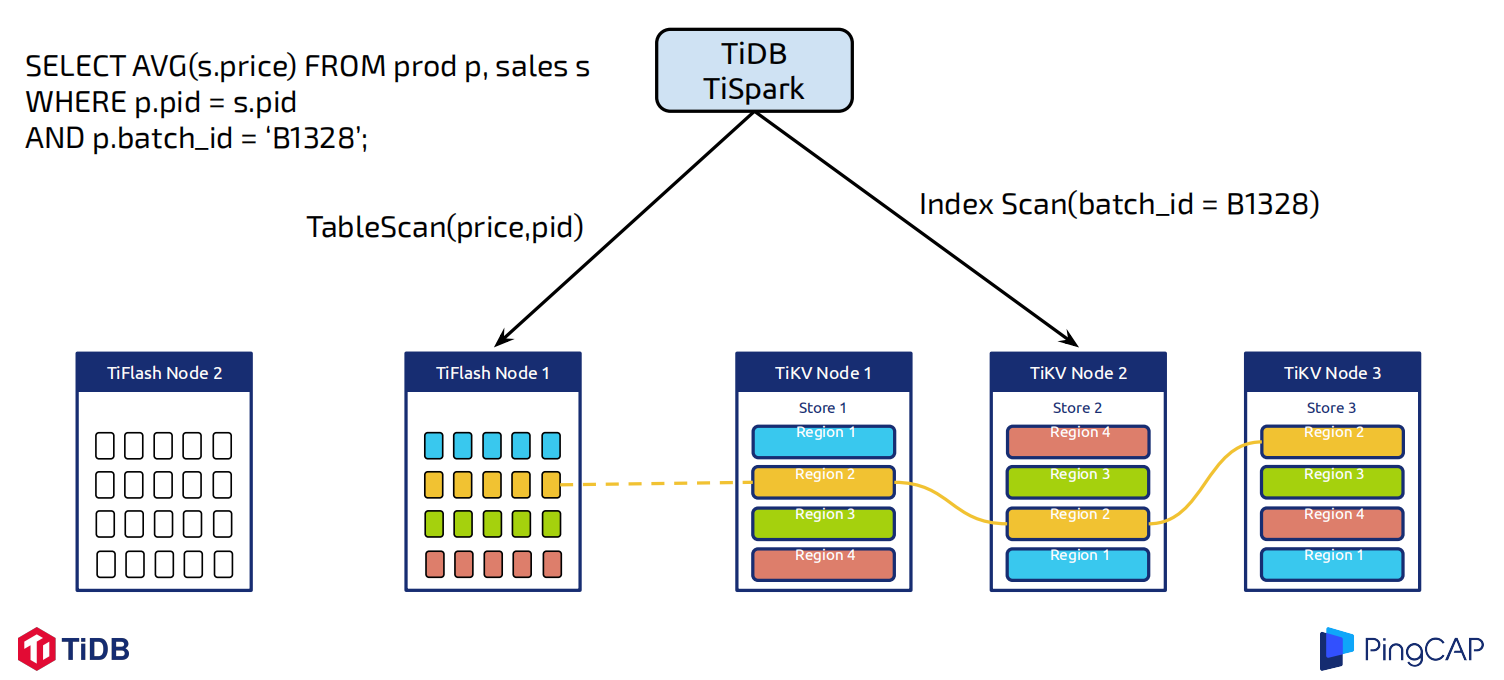 SELECT AVG(s.price) FROM prod p, sales s
WHERE p.pid = s.pid
AND p.batch_id = ‘B1328’;
TiDB
TiSpark
TableScan(price,pid)
Index Scan(batch_id = B1328)
TiFlash Node 2
TiFlash Node 1
TiKV Node 1
Store 1
Region 1
Region 2
Region 3
Region 4
TiKV Node 2
Store 2
Region 4
Region 3
Region 2
Region 1
TiKV Node 3
Store 3
Region 2
Region 3
Region 4
Region 1
TiDB
PingCAP